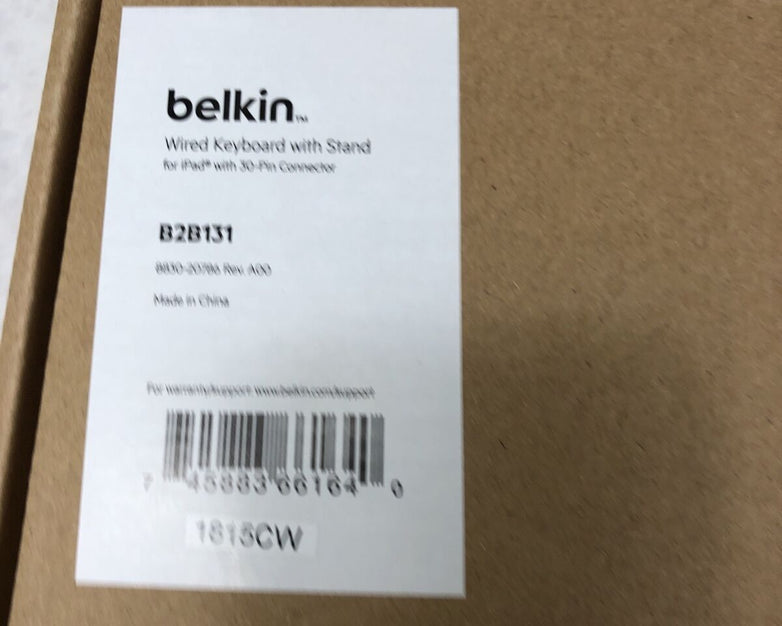 belkin™
Wired Keyboard with Stand
for iPad® with 30-Pin Connector
B2B131
8830-20786 Rev. A00
Made in China
For warranty/support: www.belkin.com/support
7 45883 66164 0
1815CW